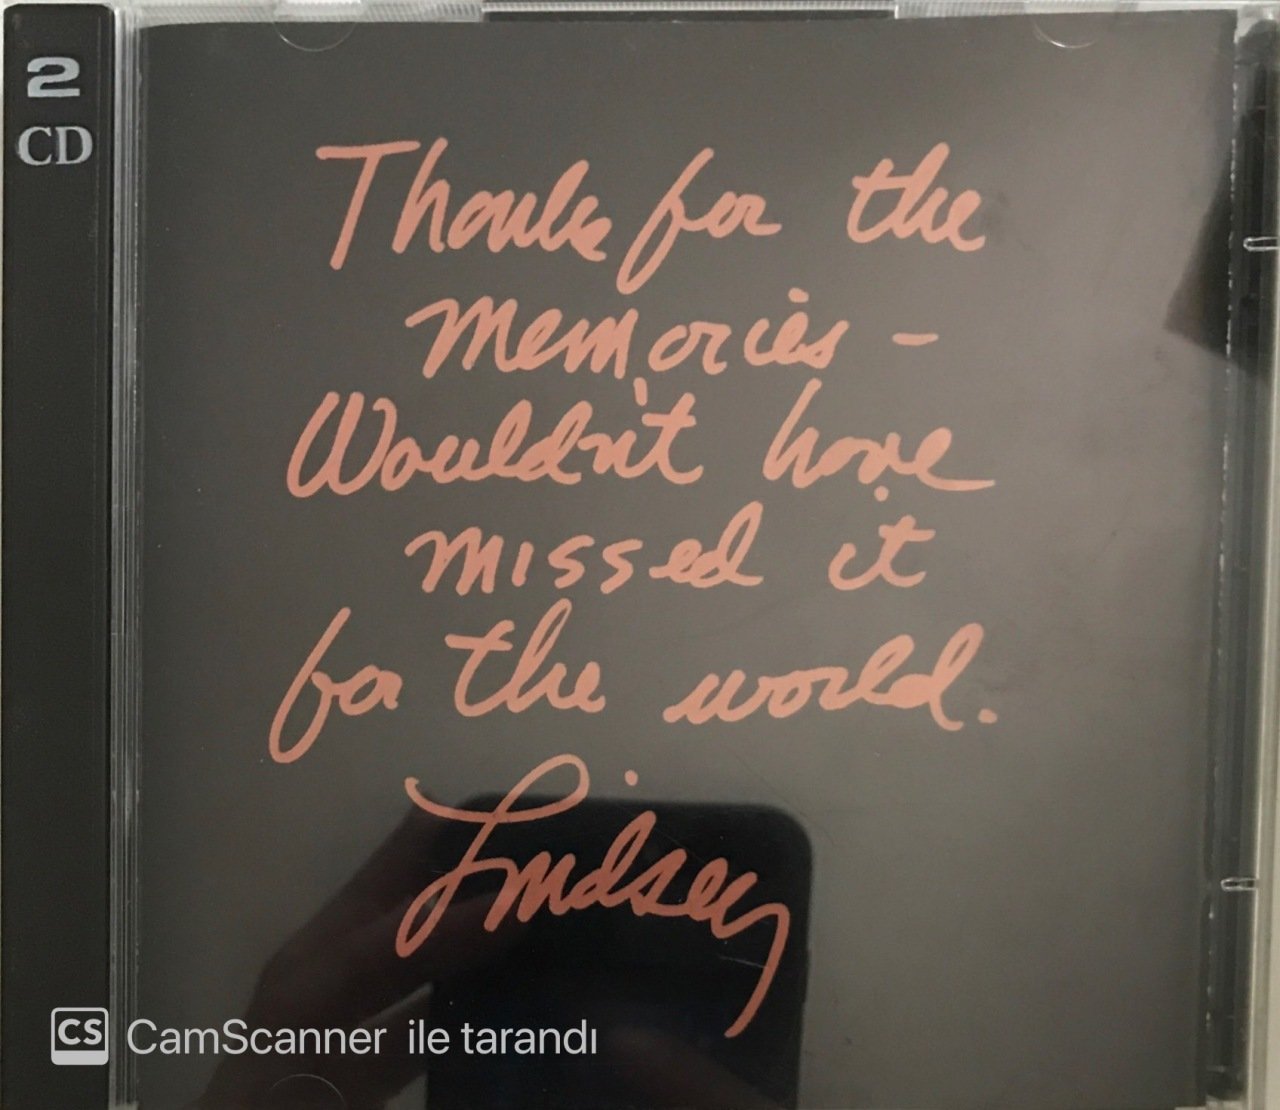 2
CD
Thanks for the
memories –
Wouldn't have
missed it
for the world.
Lindsey
CS CamScanner ile tarandı